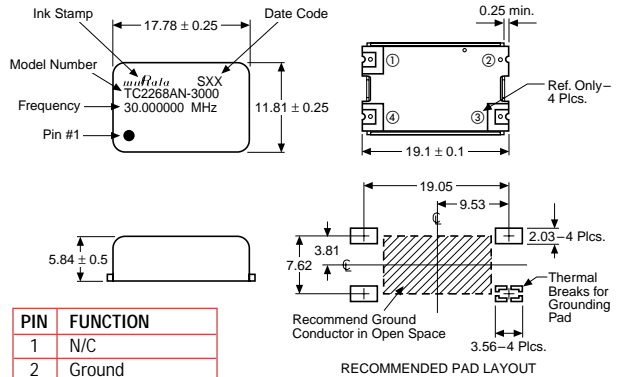 Ink Stamp
17.78 ± 0.25
Date Code
Model Number
muRata SXX
TC2268AN-3000
Frequency
30.000000 MHz
11.81 ± 0.25
Pin #1
0.25 min.
1
2
Ref. Only–
4 Plcs.
4
3
19.1 ± 0.1
5.84 ± 0.5
19.05
9.53
3.81
7.62
2.03–4 Plcs.
Thermal
Breaks for
Grounding
Pad
Recommend Ground
Conductor in Open Space
3.56–4 Plcs.
RECOMMENDED PAD LAYOUT
PIN FUNCTION
1 N/C
2 Ground